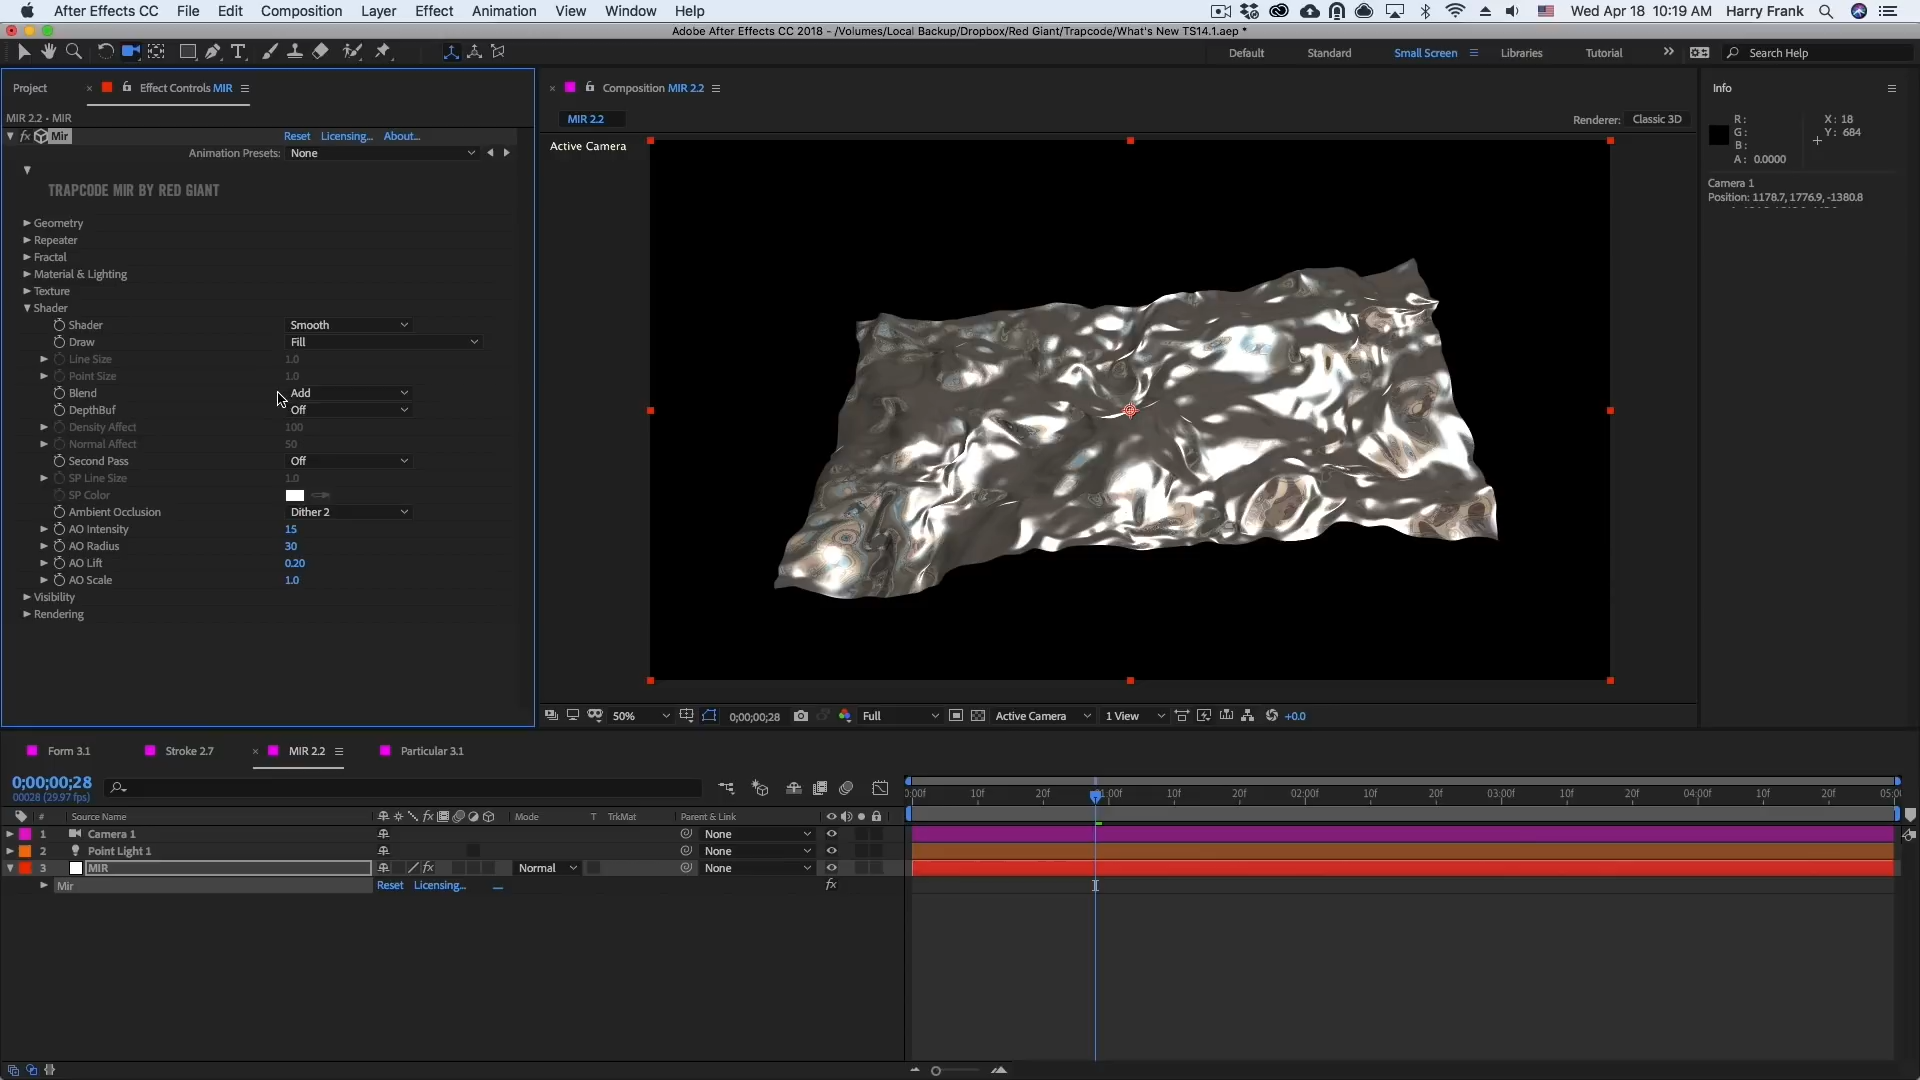 After Effects CC File Edit Composition Layer Effect Animation View Window Help Wed Apr 18 10:19 AM Harry Frank
Adobe After Effects CC 2018 - /Volumes/Local Backup/Dropbox/Red Giant/Trapcode/What's New TS14.1.aep *
Default Standard Small Screen Libraries Tutorial Search Help
Project Effect Controls MIR Composition MIR 2.2 Info
MIR 2.2 • MIR
MIR 2.2
Renderer: Classic 3D
R: X: 18
G: Y: 684
B:
A: 0.0000
Mir Reset Licensing... About...
Animation Presets: None
Active Camera
Camera 1
Position: 1178.7, 1776.9, -1380.8
TRAPCODE MIR BY RED GIANT
Geometry
Repeater
Fractal
Material & Lighting
Texture
Shader
Shader Smooth
Draw Fill
Line Size 1.0
Point Size 1.0
Blend Add
DepthBuf Off
Density Affect 100
Normal Affect 50
Second Pass Off
SP Line Size 1.0
SP Color
Ambient Occlusion Dither 2
AO Intensity 15
AO Radius 30
AO Lift 0.20
AO Scale 1.0
Visibility
Rendering
50% 0;00;00;28 Full Active Camera 1 View +0.0
Form 3.1 Stroke 2.7 MIR 2.2 Particular 3.1
0;00;00;28
00028 (29.97 fps)
0:00f 10f 20f 1:00f 10f 20f 02:00f 10f 20f 03:00f 10f 20f 04:00f 10f 20f 05:0
# Source Name Mode T TrkMat Parent & Link
1 Camera 1 None
2 Point Light 1 None
3 MIR Normal None
Mir Reset Licensing... fx